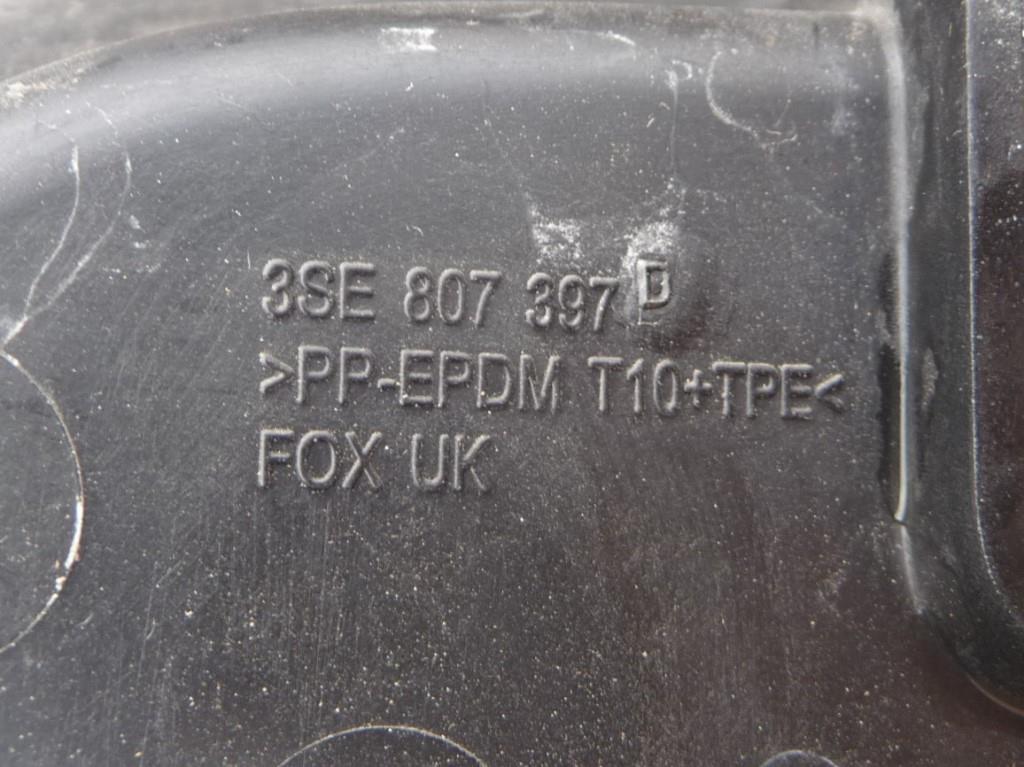 3SE 807 397 D
>PP-EPDM T10+TPE<
FOX UK